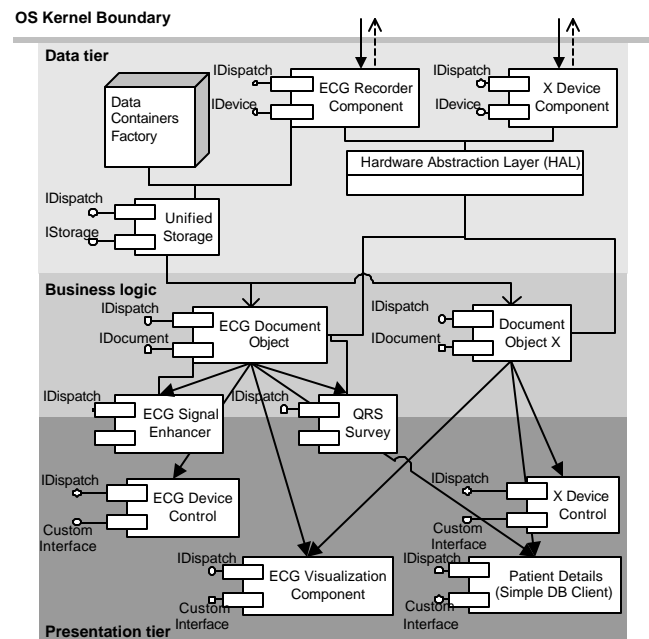 OS Kernel Boundary
Data tier
IDispatch
IDevice
ECG Recorder
Component
IDispatch
IDevice
X Device
Component
Data
Containers
Factory
Hardware Abstraction Layer (HAL)
IDispatch
IStorage
Unified
Storage
Business logic
IDispatch
IDocument
ECG Document
Object
IDispatch
IDocument
Document
Object X
IDispatch
ECG Signal
Enhancer
IDispatch
QRS
Survey
IDispatch
Custom
Interface
ECG Device
Control
IDispatch
Custom
Interface
X Device
Control
IDispatch
Custom
Interface
ECG Visualization
Component
IDispatch
Custom
Interface
Patient Details
(Simple DB Client)
Presentation tier